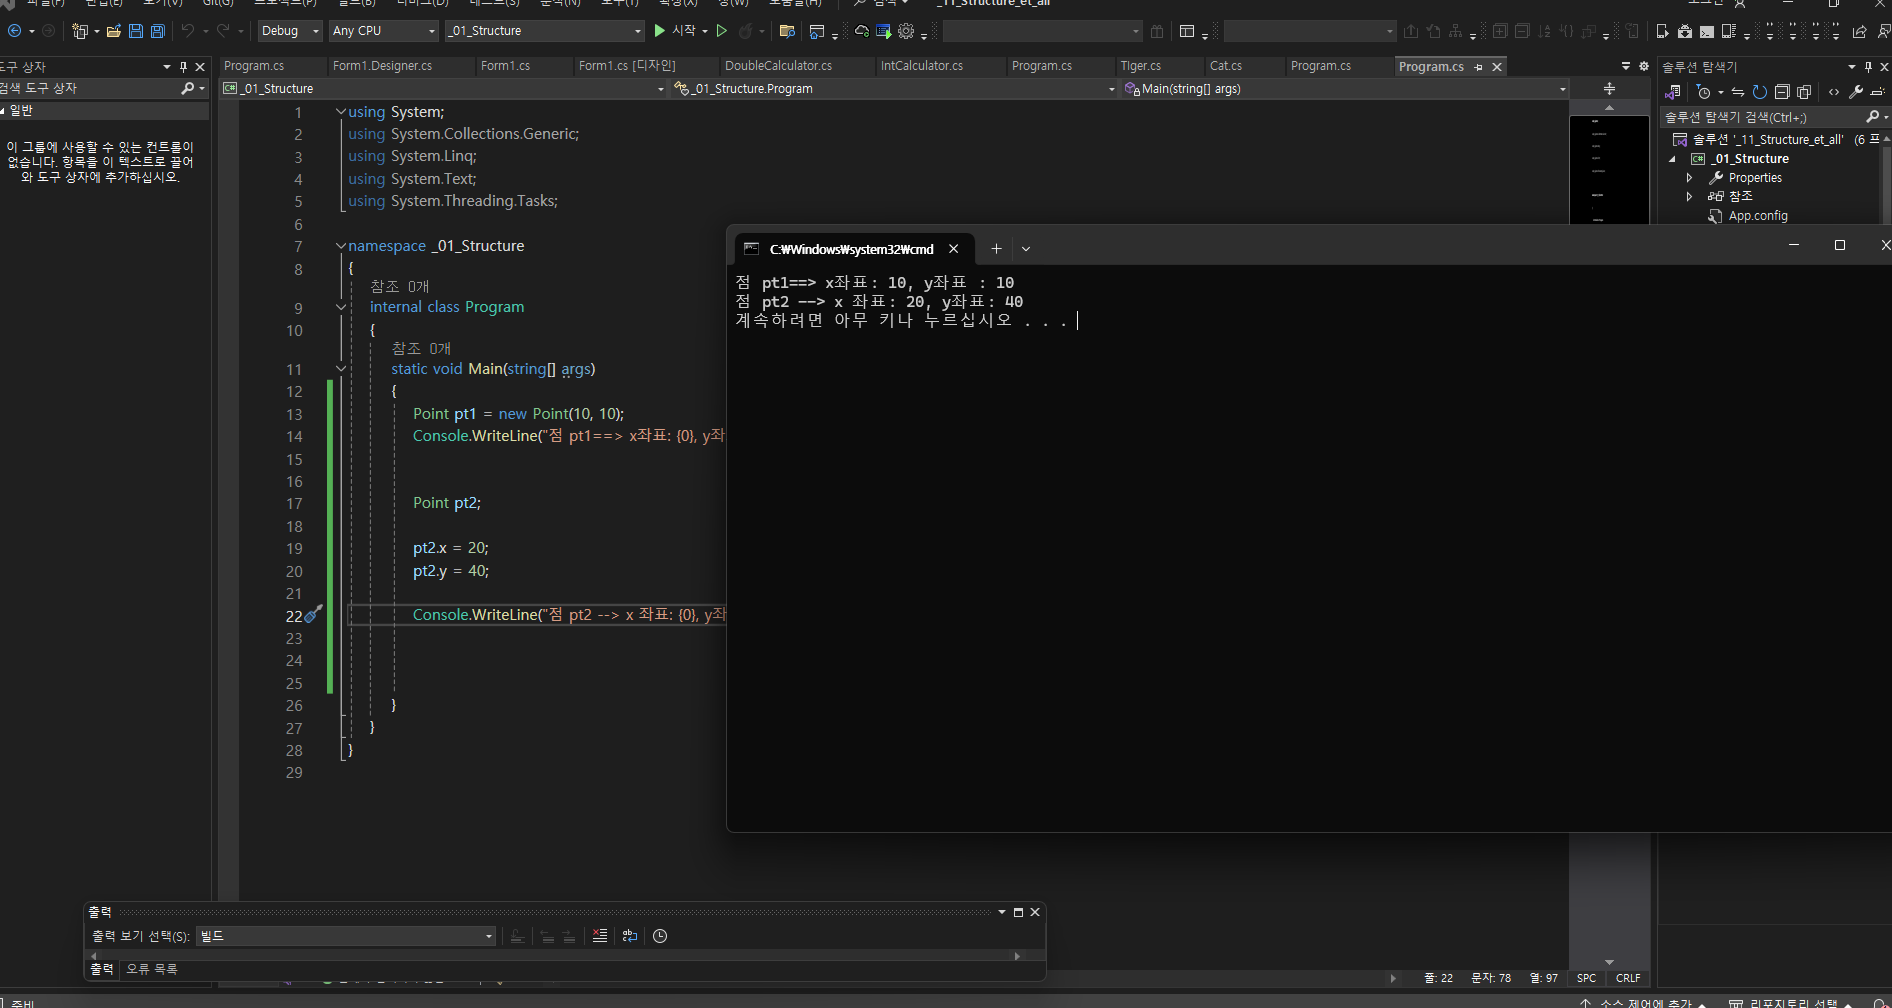 _11_Structure_et_all
Debug
Any CPU
_01_Structure
시작
도구 상자
검색 도구 상자
일반
이 그룹에 사용할 수 있는 컨트롤이
없습니다. 항목을 이 텍스트로 끌어
와 도구 상자에 추가하십시오.
Program.cs
Form1.Designer.cs
Form1.cs
Form1.cs [디자인]
DoubleCalculator.cs
IntCalculator.cs
Program.cs
TIger.cs
Cat.cs
Program.cs
Program.cs
_01_Structure
_01_Structure.Program
Main(string[] args)
1 using System;
2 using System.Collections.Generic;
3 using System.Linq;
4 using System.Text;
5 using System.Threading.Tasks;
6
7 namespace _01_Structure
8 {
참조 0개
9 internal class Program
10 {
참조 0개
11 static void Main(string[] args)
12 {
13 Point pt1 = new Point(10, 10);
14 Console.WriteLine("점 pt1==> x좌표: {0}, y좌
15
16
17 Point pt2;
18
19 pt2.x = 20;
20 pt2.y = 40;
21
22 Console.WriteLine("점 pt2 --> x 좌표: {0}, y좌
23
24
25
26 }
27 }
28 }
29
C:₩Windows₩system32₩cmd
점 pt1==> x좌표: 10, y좌표 : 10
점 pt2 --> x 좌표: 20, y좌표: 40
계속하려면 아무 키나 누르십시오 . . .
솔루션 탐색기
솔루션 탐색기 검색(Ctrl+;)
솔루션 '_11_Structure_et_all' (6 프
_01_Structure
Properties
참조
App.config
출력
출력 보기 선택(S): 빌드
출력
오류 목록
줄: 22
문자: 78
열: 97
SPC
CRLF
준비
소스 제어에 추가
리포지토리 선택